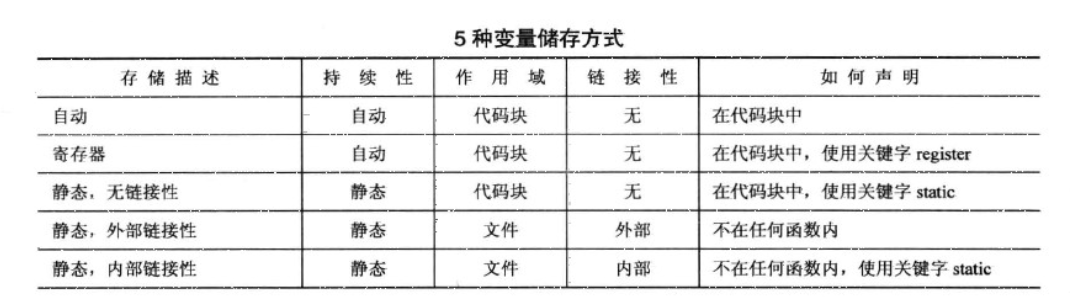 5 种变量储存方式
存储描述 持续性 作用域 链接性 如何声明
自动 自动 代码块 无 在代码块中
寄存器 自动 代码块 无 在代码块中，使用关键字 register
静态，无链接性 静态 代码块 无 在代码块中，使用关键字 static
静态，外部链接性 静态 文件 外部 不在任何函数内
静态，内部链接性 静态 文件 内部 不在任何函数内，使用关键字 static